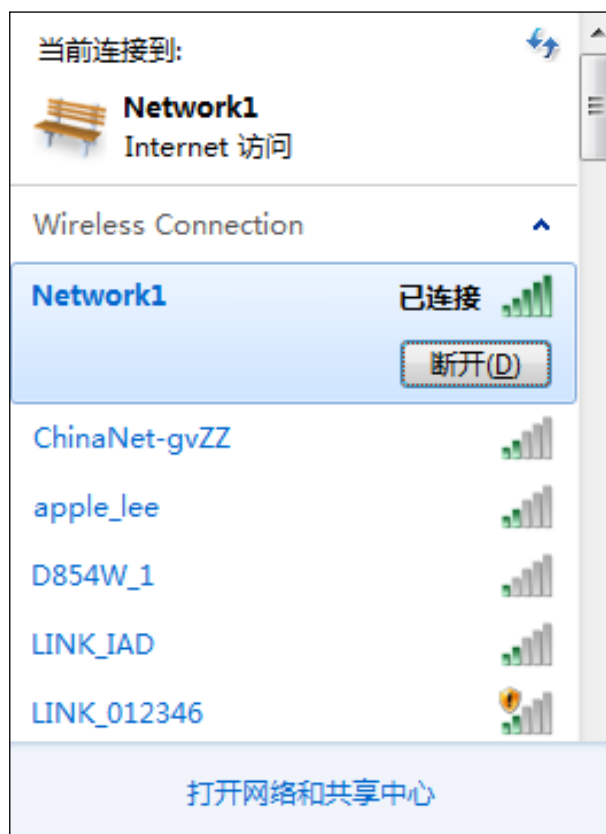 当前连接到:
Network1
Internet 访问
Wireless Connection
Network1 已连接
断开(D)
ChinaNet-gvZZ
apple_lee
D854W_1
LINK_IAD
LINK_012346
打开网络和共享中心